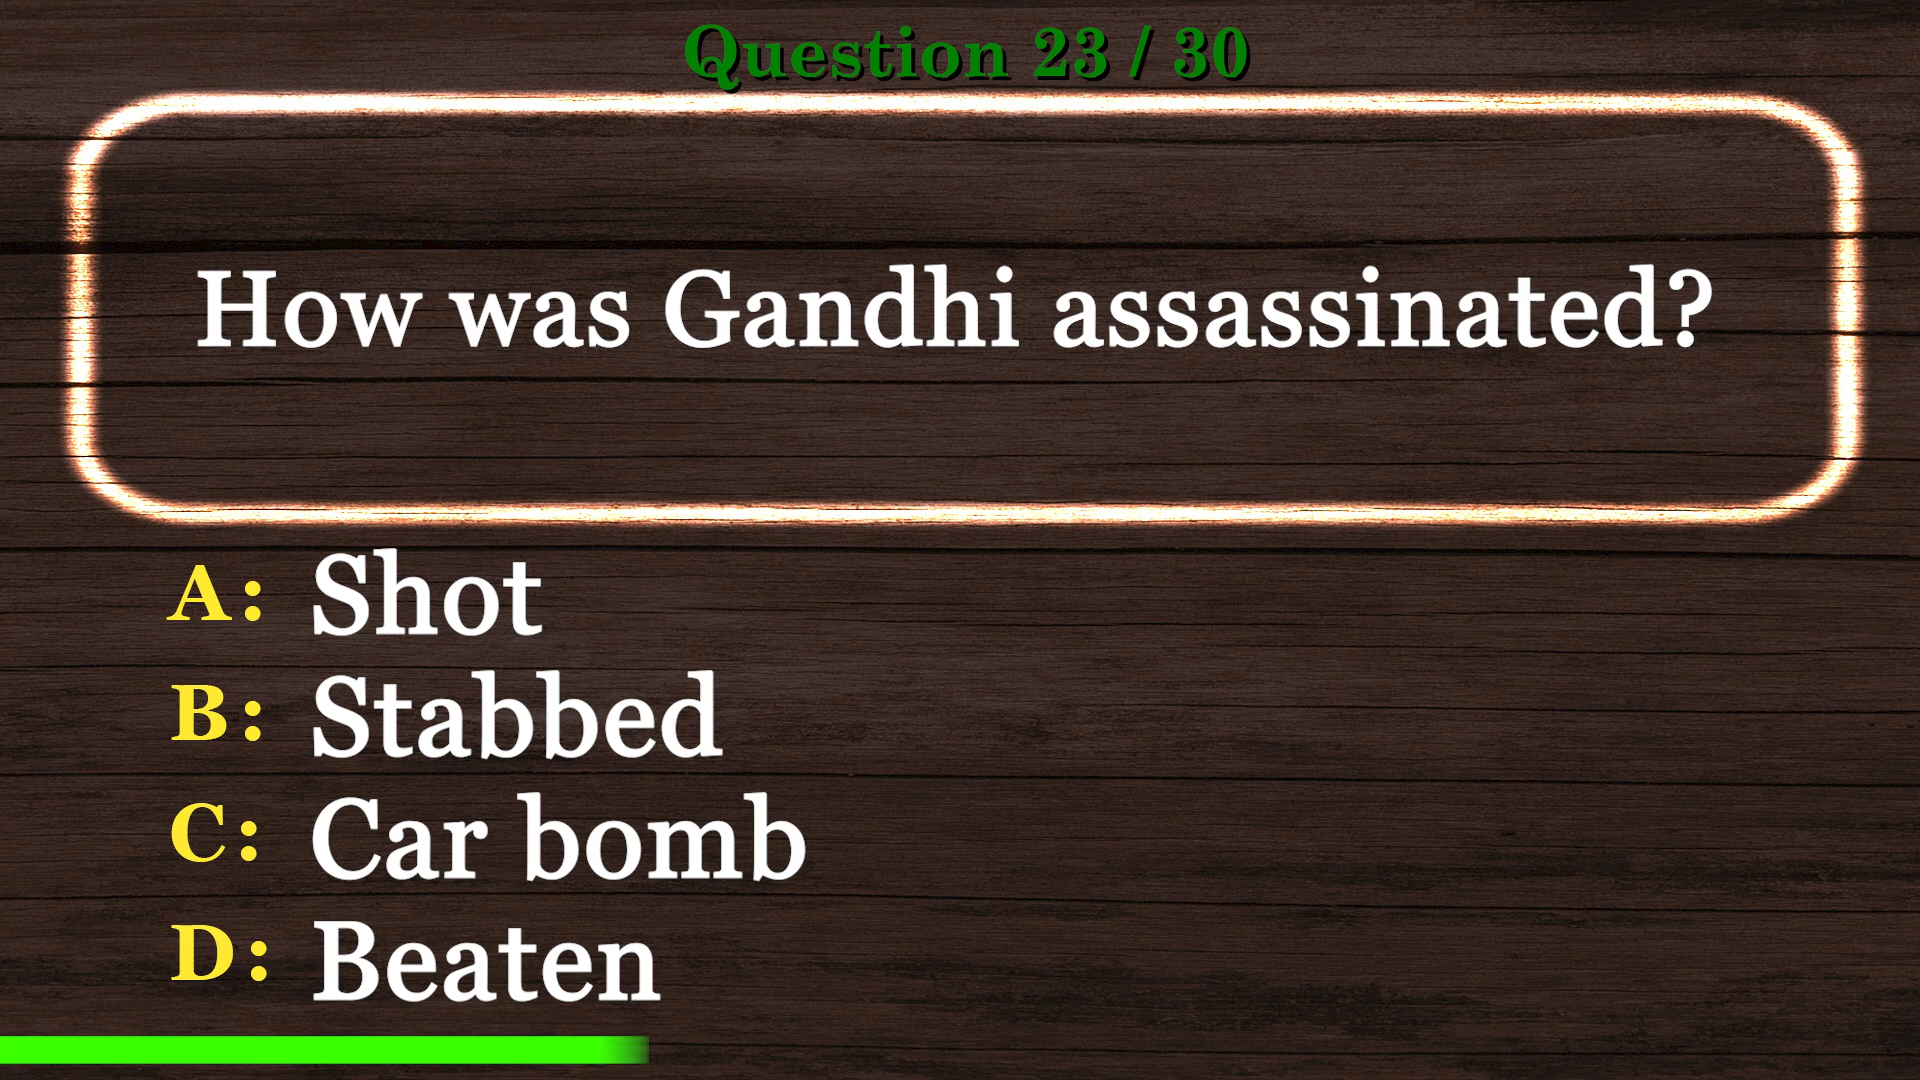 Question 23 / 30
How was Gandhi assassinated?
A: Shot
B: Stabbed
C: Car bomb
D: Beaten